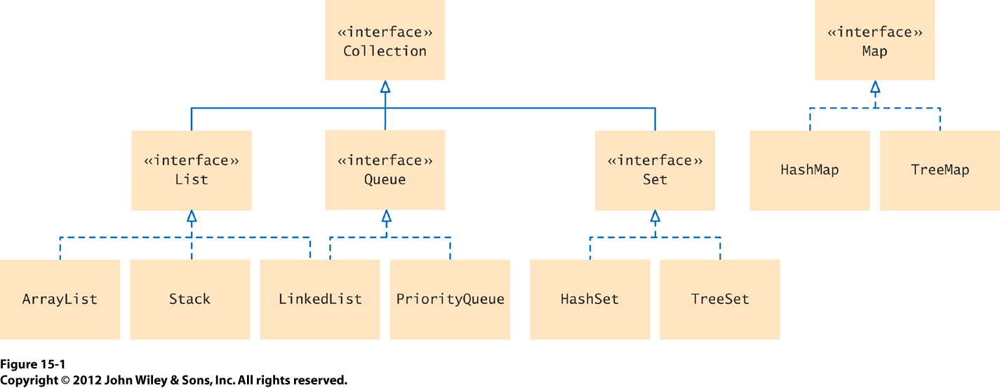 «interface»
Collection
«interface»
Map
«interface»
List
«interface»
Queue
«interface»
Set
HashMap
TreeMap
ArrayList
Stack
LinkedList
PriorityQueue
HashSet
TreeSet
Figure 15-1
Copyright © 2012 John Wiley & Sons, Inc. All rights reserved.